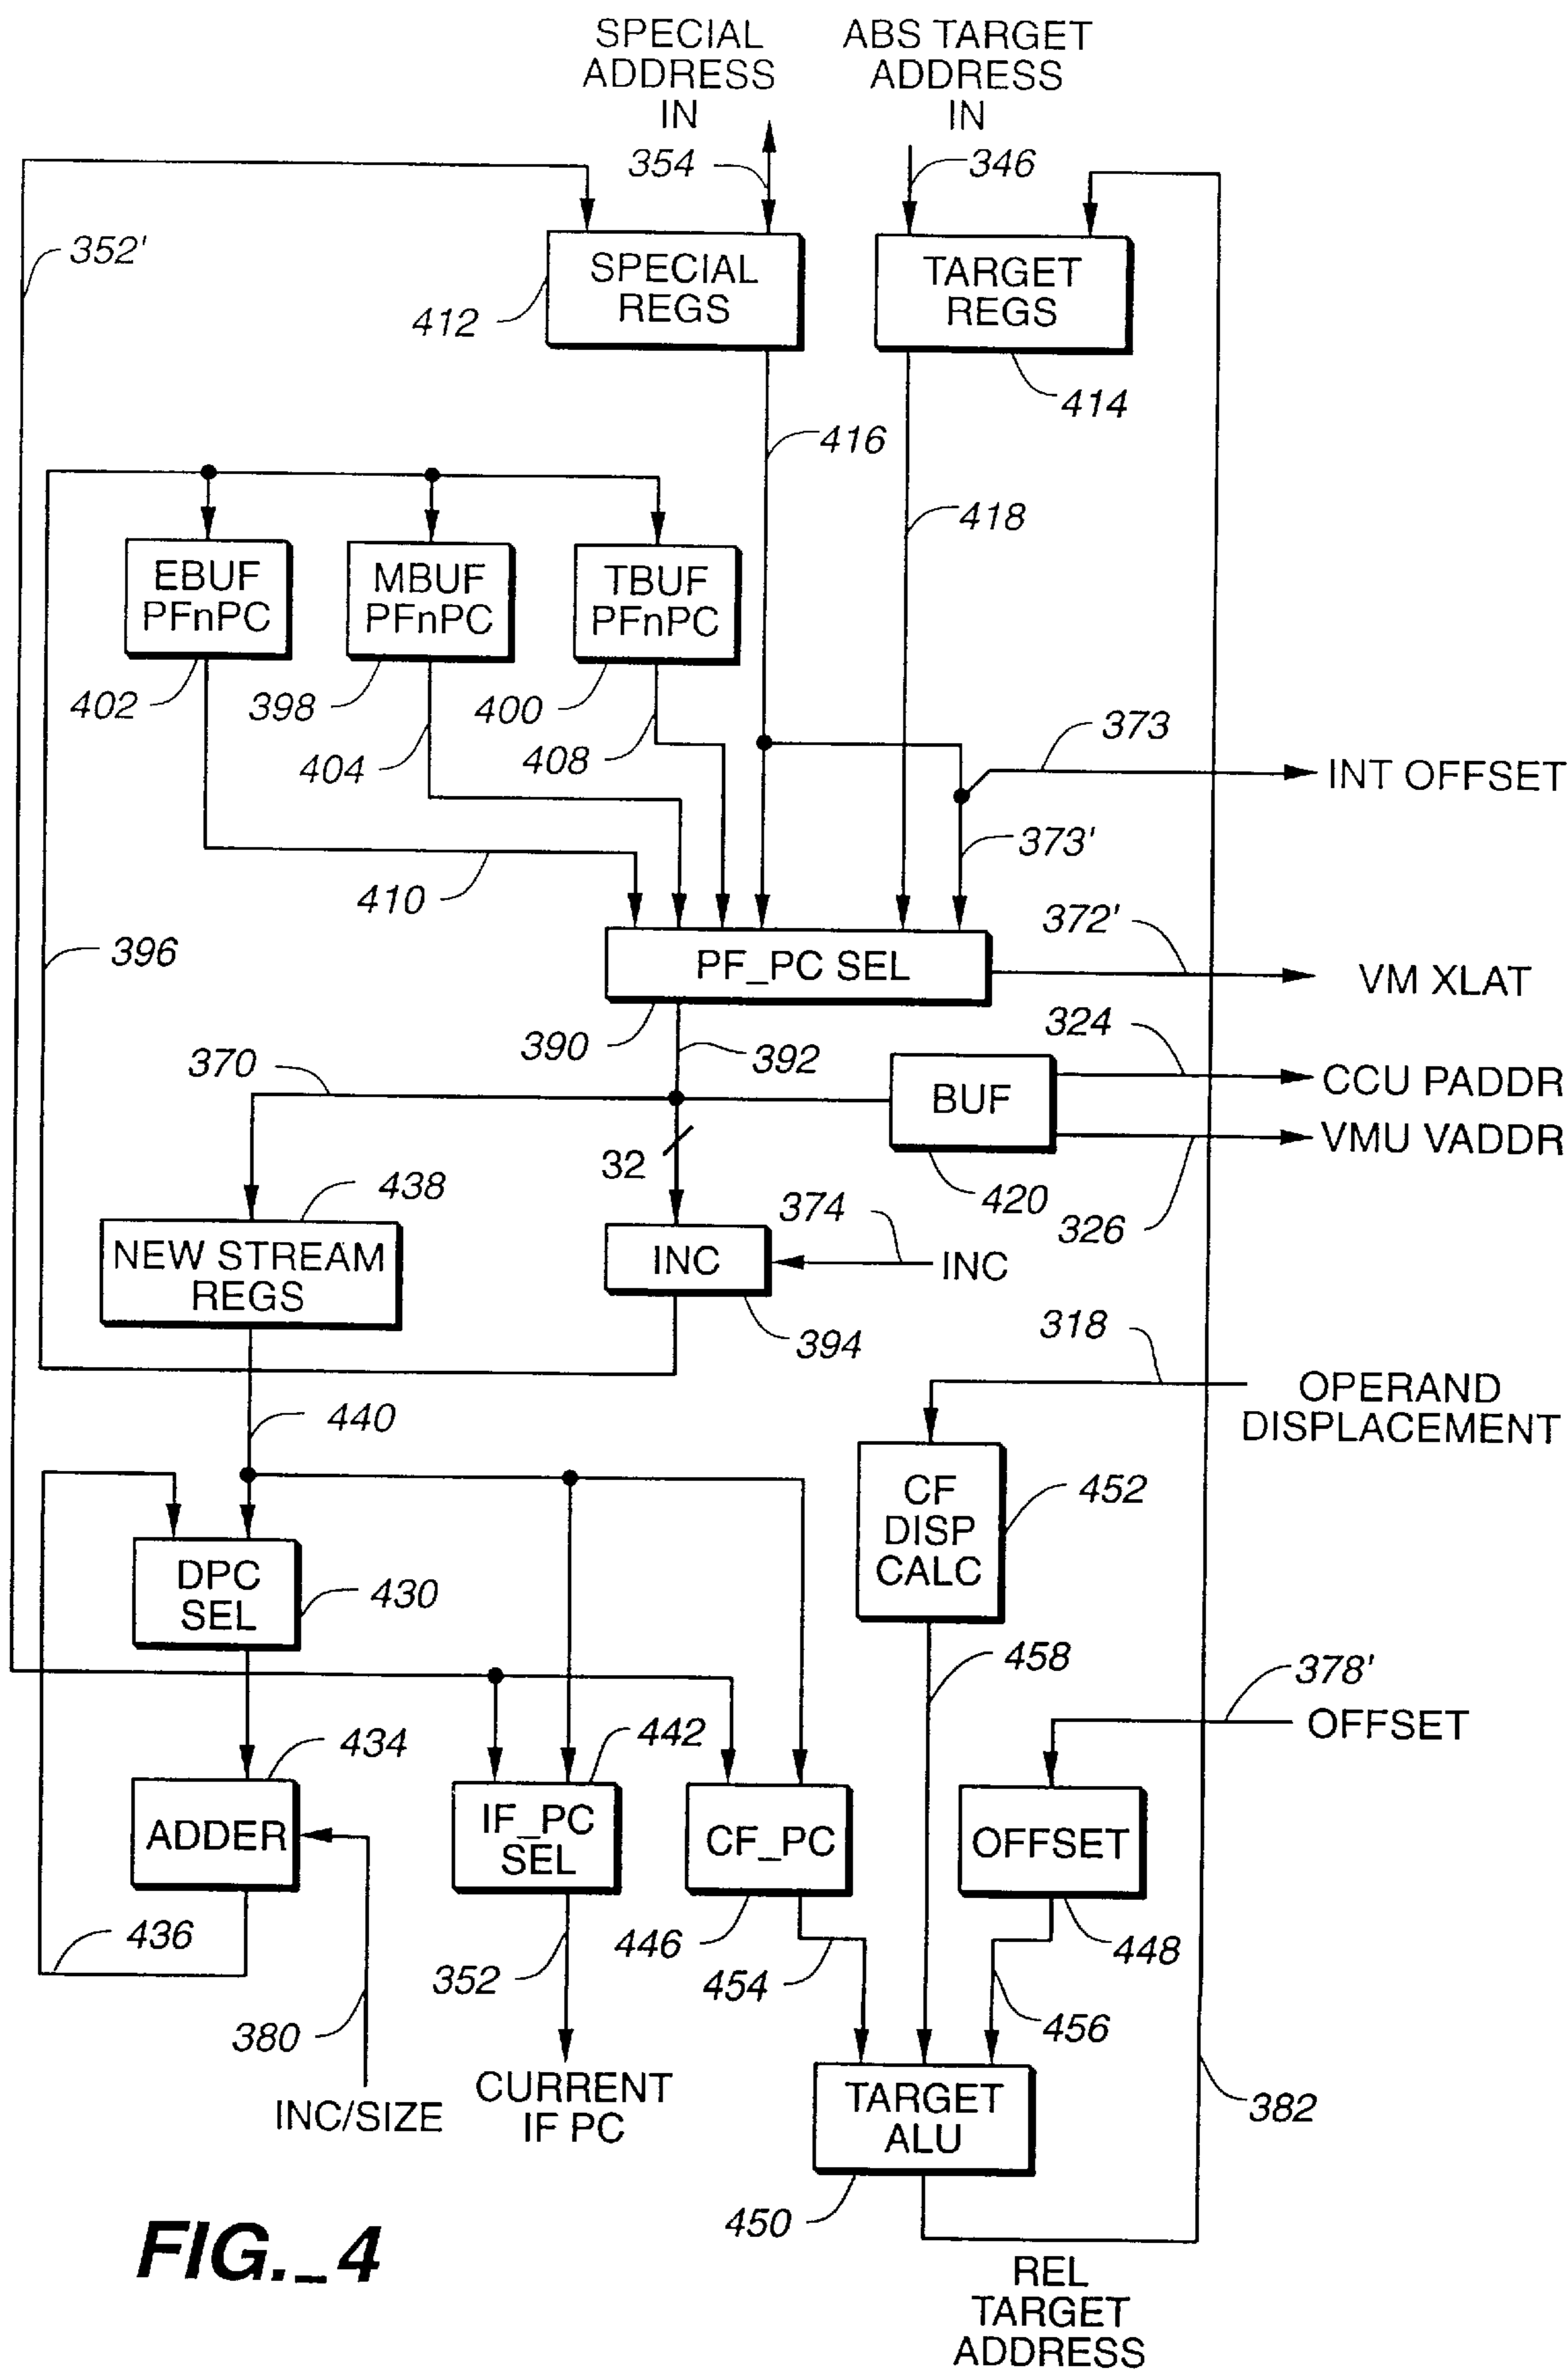 SPECIAL
ADDRESS
IN
ABS TARGET
ADDRESS
IN
354
346
352'
SPECIAL
REGS
TARGET
REGS
412
414
416
418
EBUF
PFnPC
MBUF
PFnPC
TBUF
PFnPC
402
398
400
404
408
373
INT OFFSET
373'
410
396
372'
PF_PC SEL
VM XLAT
390
392
324
370
BUF
CCU PADDR
VMU VADDR
32
438
420
374
326
NEW STREAM
REGS
INC
INC
394
318
OPERAND
DISPLACEMENT
440
CF
DISP
CALC
452
DPC
SEL
430
458
378'
OFFSET
434
442
ADDER
IF_PC
SEL
CF_PC
OFFSET
436
446
448
352
454
380
456
INC/SIZE
CURRENT
IF PC
TARGET
ALU
382
450
FIG._4
REL
TARGET
ADDRESS